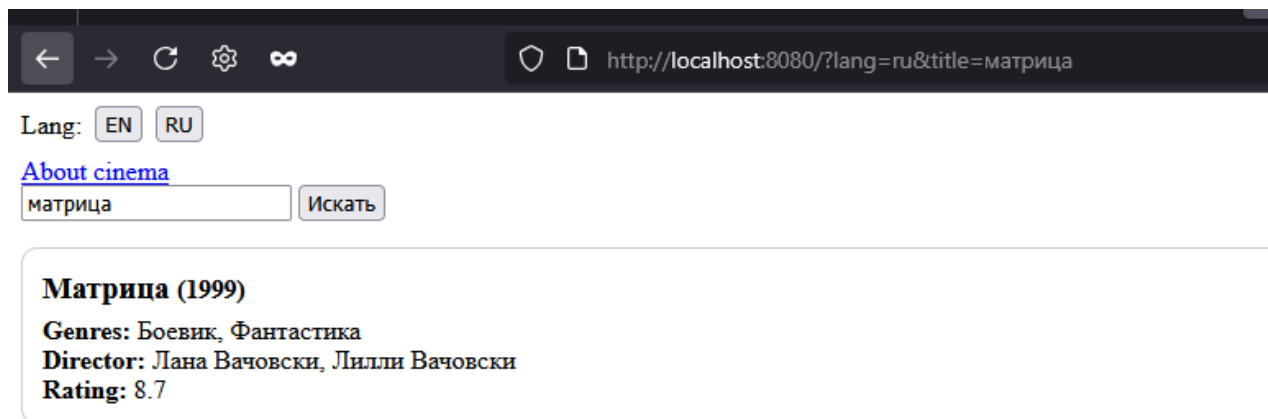 http://localhost:8080/?lang=ru&title=матрица
Lang: EN RU
About cinema
матрица Искать
Матрица (1999)
Genres: Боевик, Фантастика
Director: Лана Вачовски, Лилли Вачовски
Rating: 8.7